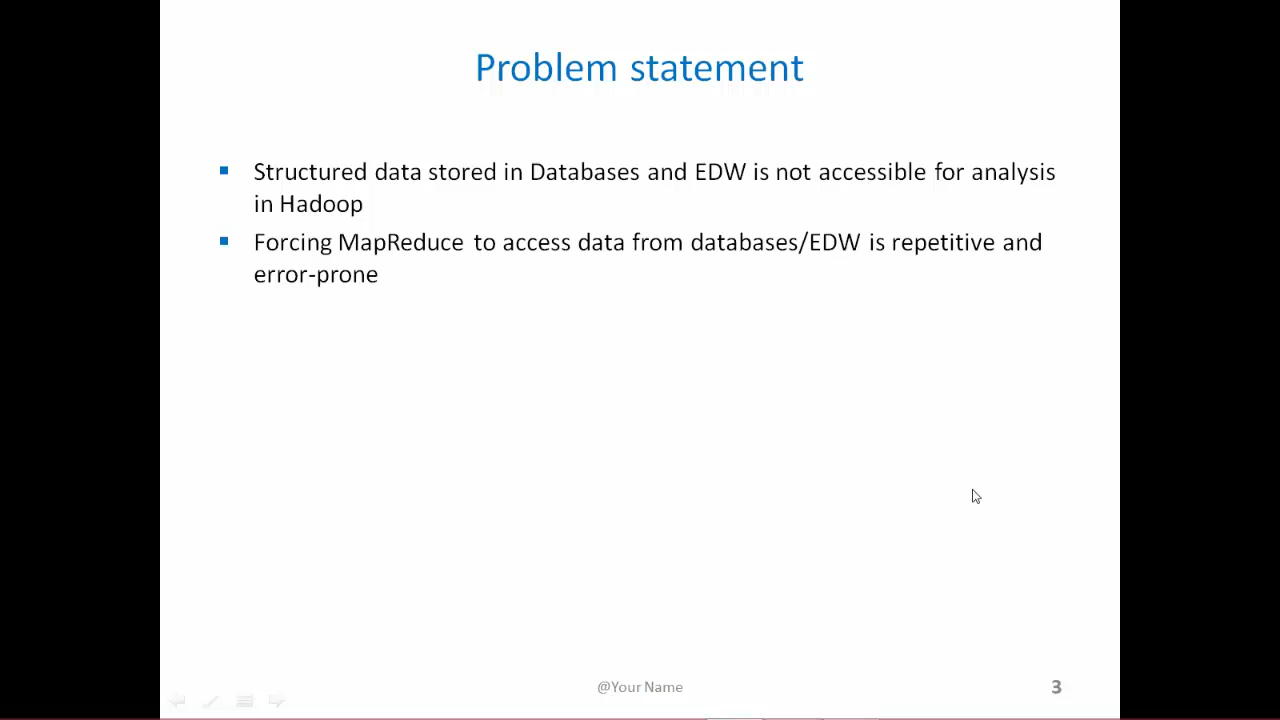 Problem statement
Structured data stored in Databases and EDW is not accessible for analysis
in Hadoop
Forcing MapReduce to access data from databases/EDW is repetitive and
error-prone
@Your Name
3